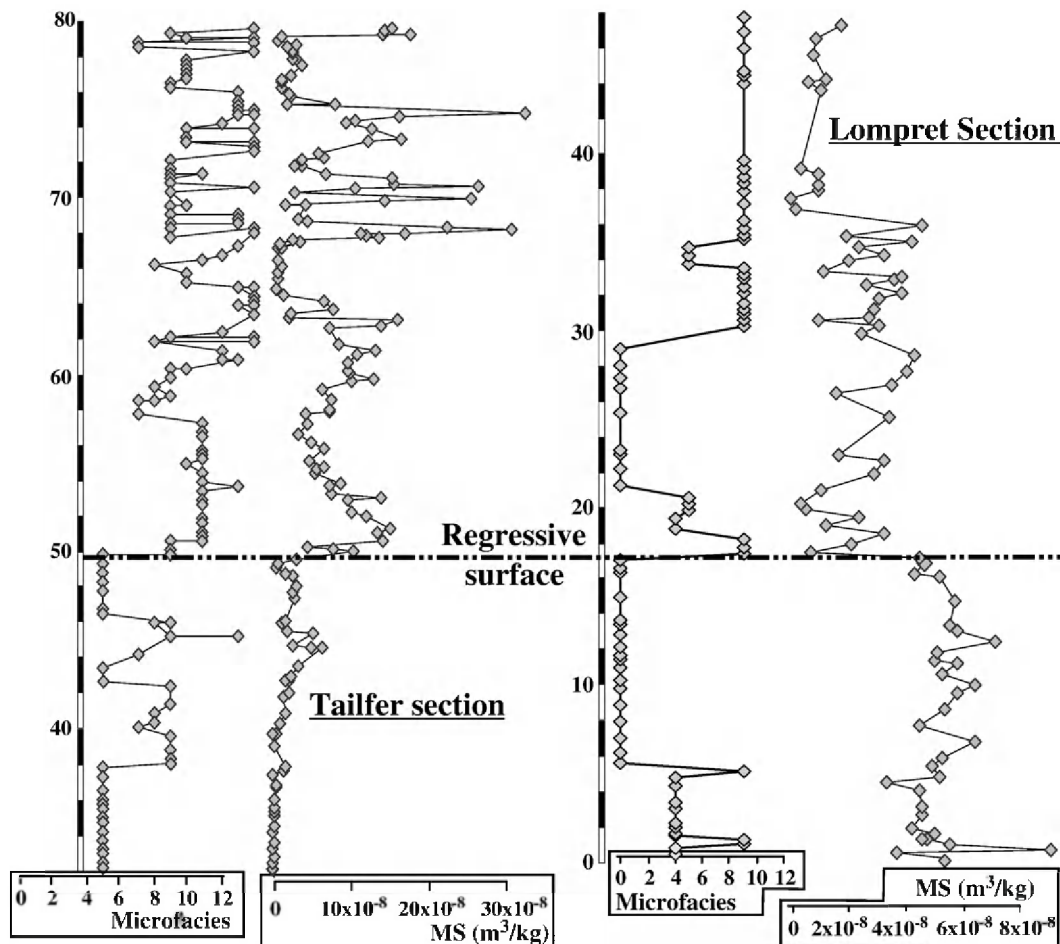 80
70
60
50
40
40
30
20
10
0
Lompret Section
Regressive
surface
Tailfer section
0 2 4 6 8 10 12
Microfacies
0 10x10⁻⁸ 20x10⁻⁸ 30x10⁻⁸
MS (m³/kg)
0 4 6 8 10 12
Microfacies
MS (m³/kg)
0 2x10⁻⁸ 4x10⁻⁸ 6x10⁻⁸ 8x10⁻⁸